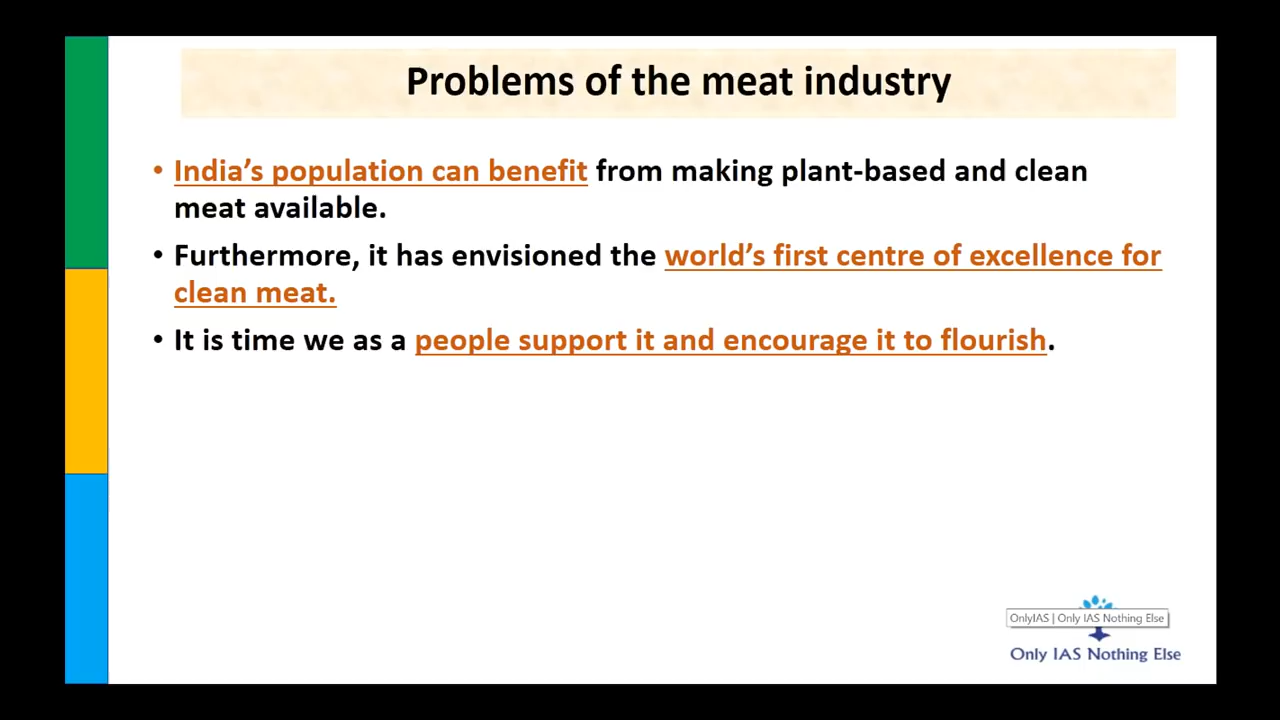 Problems of the meat industry
• India’s population can benefit from making plant-based and clean
meat available.
• Furthermore, it has envisioned the world’s first centre of excellence for
clean meat.
• It is time we as a people support it and encourage it to flourish.
OnlyIAS | Only IAS Nothing Else
Only IAS Nothing Else